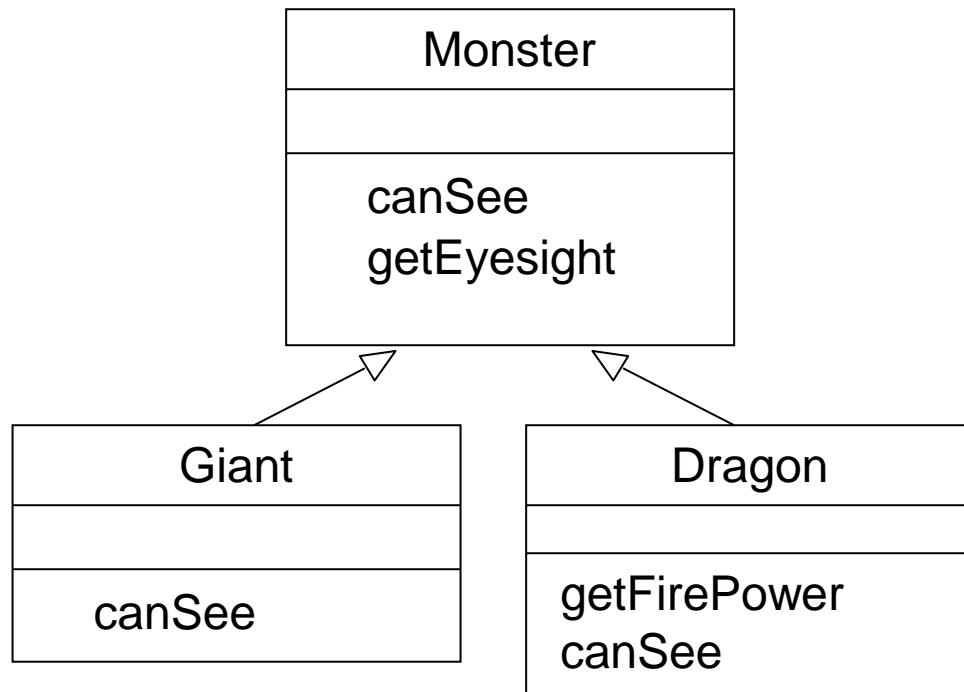 Monster
canSee
getEyesight
Giant
canSee
Dragon
getFirePower
canSee